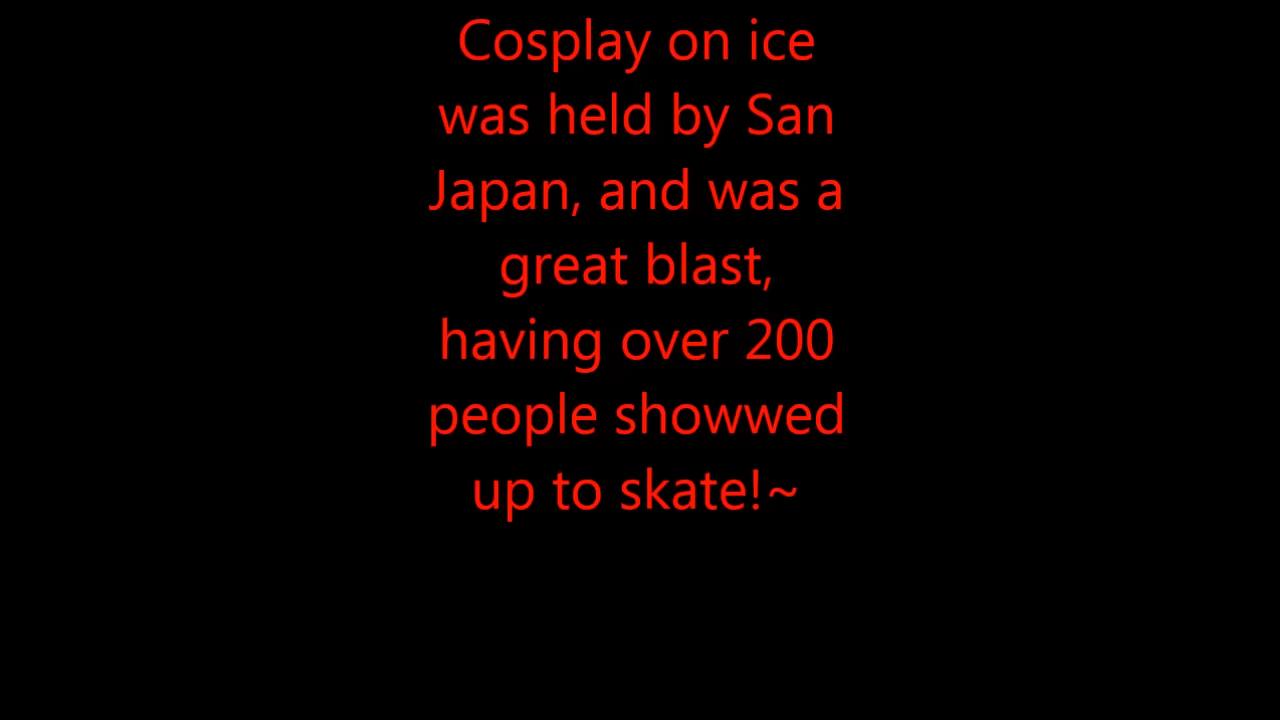 Cosplay on ice
was held by San
Japan, and was a
great blast,
having over 200
people showwed
up to skate!~